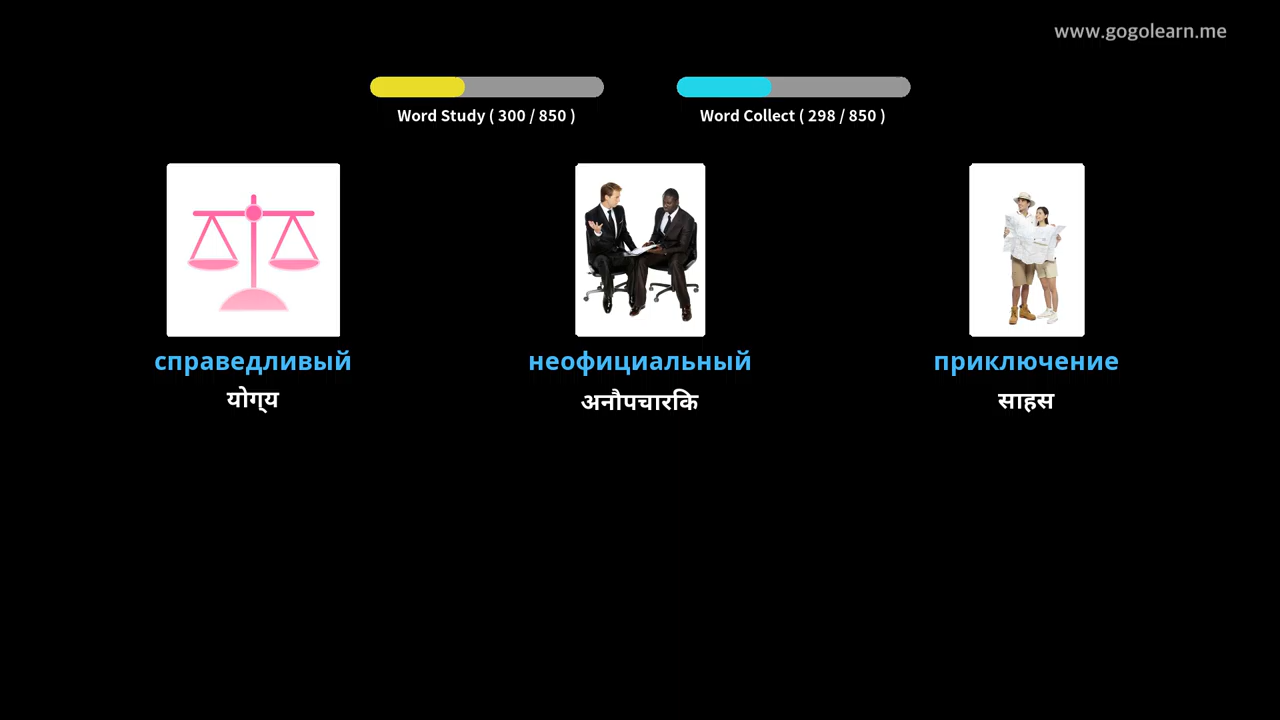 www.gogolearn.me
Word Study ( 300 / 850 )
Word Collect ( 298 / 850 )
справедливый
неофициальный
приключение
योग्य
अनौपचारिक
साहस